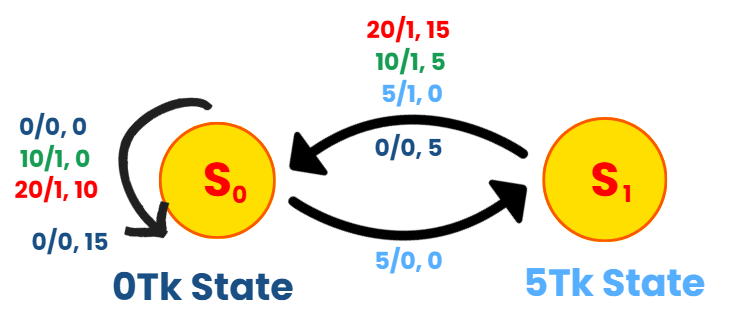 20/1, 15
10/1, 5
5/1, 0
0/0, 5
0/0, 0
10/1, 0
20/1, 10
0/0, 15
S0
S1
5/0, 0
0Tk State
5Tk State